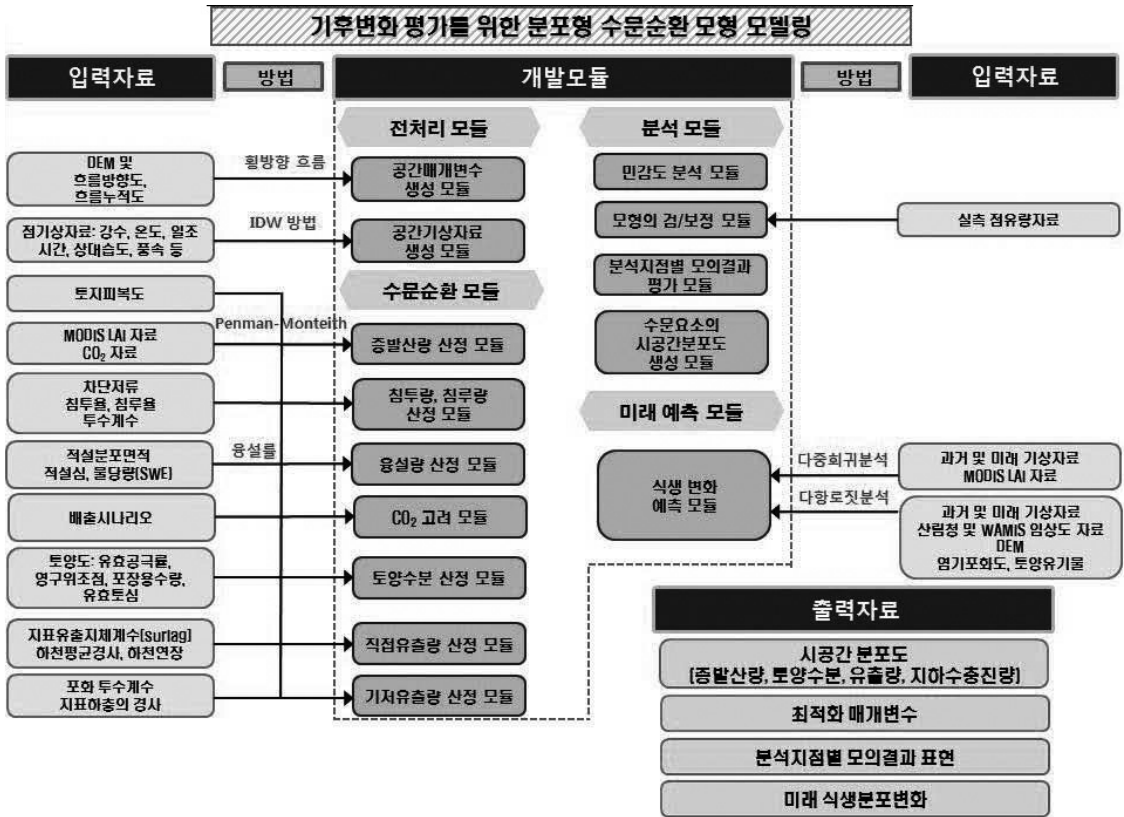 기후변화 평가를 위한 분포형 수문순환 모형 모델링
입력자료
방법
개발모듈
방법
입력자료
전처리 모듈
분석 모듈
DEM 및
흐름방향도,
흐름누적도
횡방향 흐름
공간매개변수
생성 모듈
민감도 분석 모듈
점기상자료: 강수, 온도, 일조
시간, 상대습도, 풍속 등
IDW 방법
공간기상자료
생성 모듈
모형의 검/보정 모듈
실측 점유량자료
분석지점별 모의결과
평가 모듈
토지피복도
수문순환 모듈
수문요소의
시공간분포도
생성 모듈
MODIS LAI 자료
CO₂ 자료
Penman-Monteith
증발산량 산정 모듈
차단저류
침투율, 침루율
투수계수
침투량, 침루량
산정 모듈
미래 예측 모듈
적설분포면적
적설심, 물당량(SWE)
융설률
융설량 산정 모듈
식생 변화
예측 모듈
다중회귀분석
과거 및 미래 기상자료
MODIS LAI 자료
배출시나리오
CO₂ 고려 모듈
다항로짓분석
과거 및 미래 기상자료
산림청 및 WAMIS 임상도 자료
DEM
염기포화도, 토양유기물
토양도: 유효공극률,
영구위조점, 포장용수량,
유효토심
토양수분 산정 모듈
지표유출지체계수(surlag)
하천평균경사, 하천연장
직접유출량 산정 모듈
포화 투수계수
지표하층의 경사
기저유출량 산정 모듈
출력자료
시공간 분포도
(증발산량, 토양수분, 유출량, 지하수충진량)
최적화 매개변수
분석지점별 모의결과 표현
미래 식생분포변화